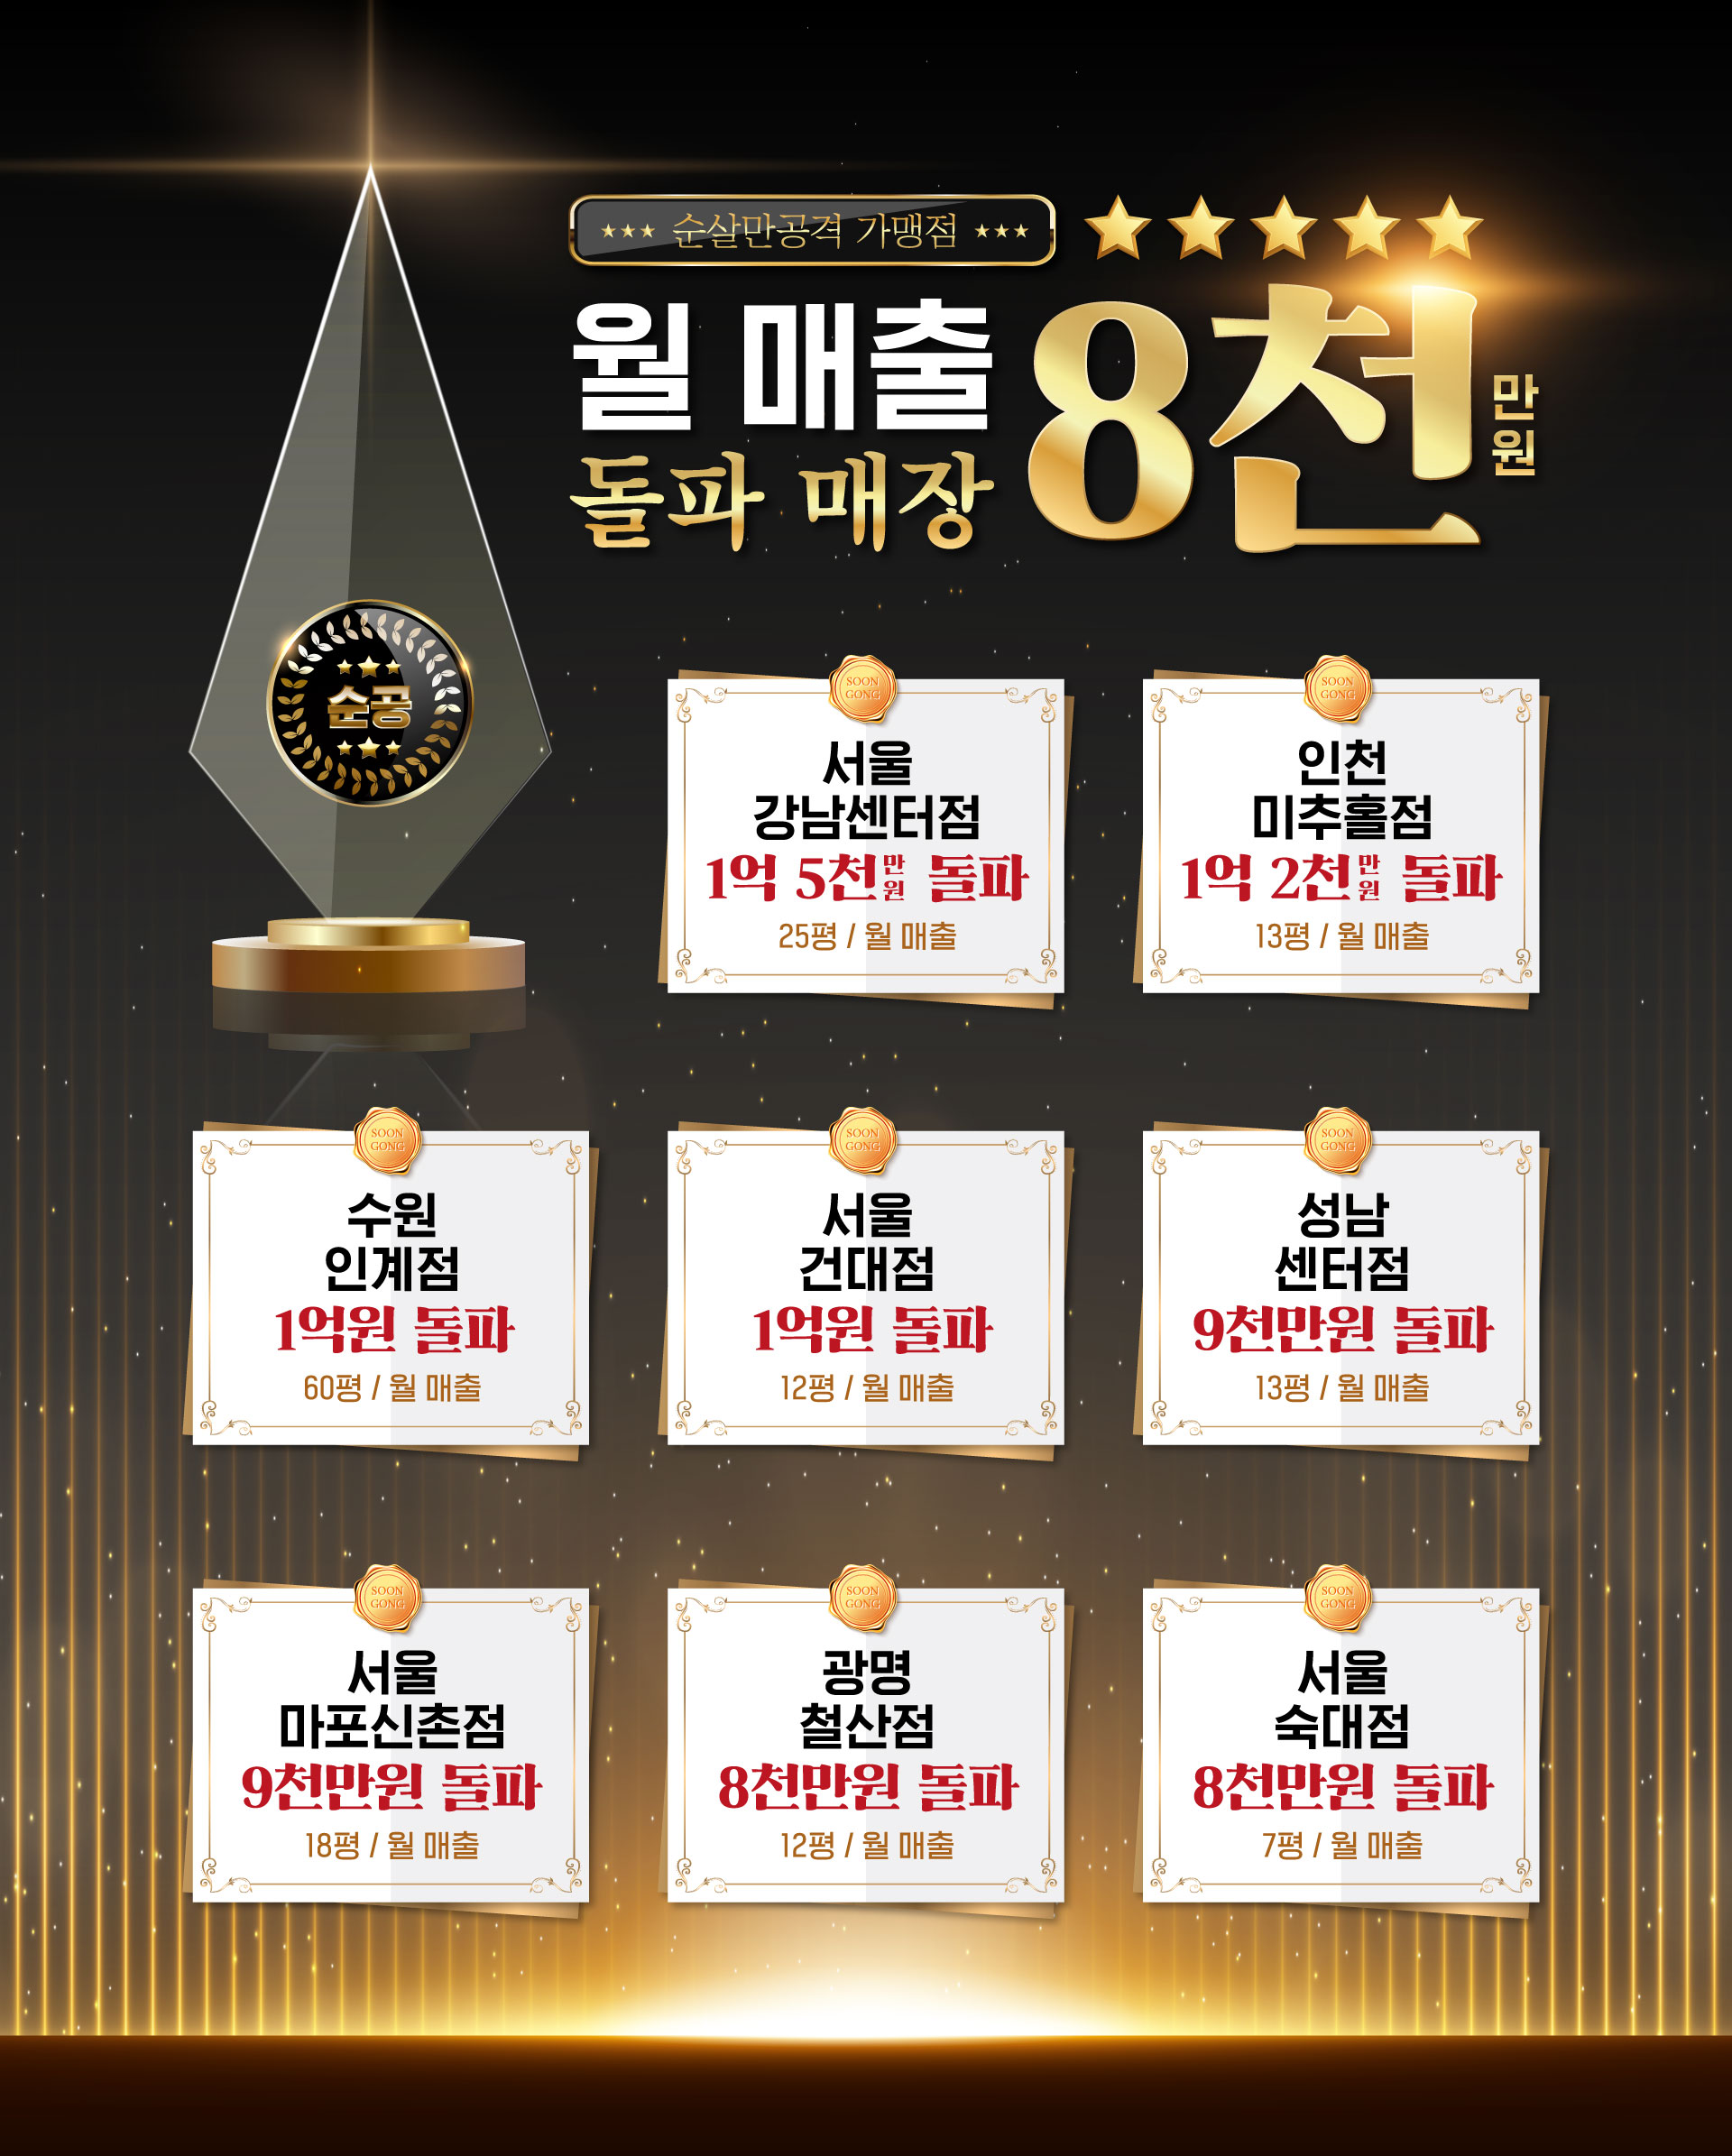 ★★★ 순살만공격 가맹점 ★★★
월 매출
돌파 매장
8천만원
순공
SOON
GONG
서울
강남센터점
1억 5천만원 돌파
25평 / 월 매출
SOON
GONG
인천
미추홀점
1억 2천만원 돌파
13평 / 월 매출
SOON
GONG
수원
인계점
1억원 돌파
60평 / 월 매출
SOON
GONG
서울
건대점
1억원 돌파
12평 / 월 매출
SOON
GONG
성남
센터점
9천만원 돌파
13평 / 월 매출
SOON
GONG
서울
마포신촌점
9천만원 돌파
18평 / 월 매출
SOON
GONG
광명
철산점
8천만원 돌파
12평 / 월 매출
SOON
GONG
서울
숙대점
8천만원 돌파
7평 / 월 매출